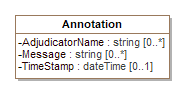 Annotation
-AdjudicatorName : string [0..*]
-Message : string [0..*]
-TimeStamp : dateTime [0..1]